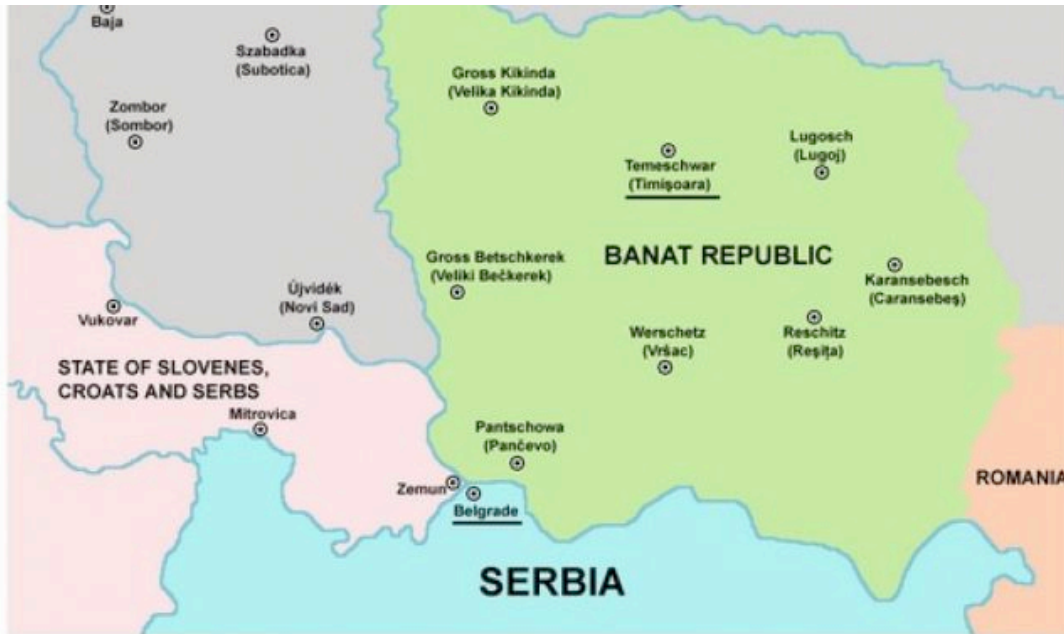 Baja
Szabadka
(Subotica)
Zombor
(Sombor)
Gross Kikinda
(Velika Kikinda)
Temeschwar
(Timişoara)
Lugosch
(Lugoj)
Gross Betschkerek
(Veliki Bečkerek)
BANAT REPUBLIC
Karansebesch
(Caransebeş)
Újvidék
(Novi Sad)
Vukovar
Werschetz
(Vršac)
Reschitz
(Reşiţa)
STATE OF SLOVENES,
CROATS AND SERBS
Mitrovica
Pantschowa
(Pančevo)
Zemun
Belgrade
ROMANIA
SERBIA